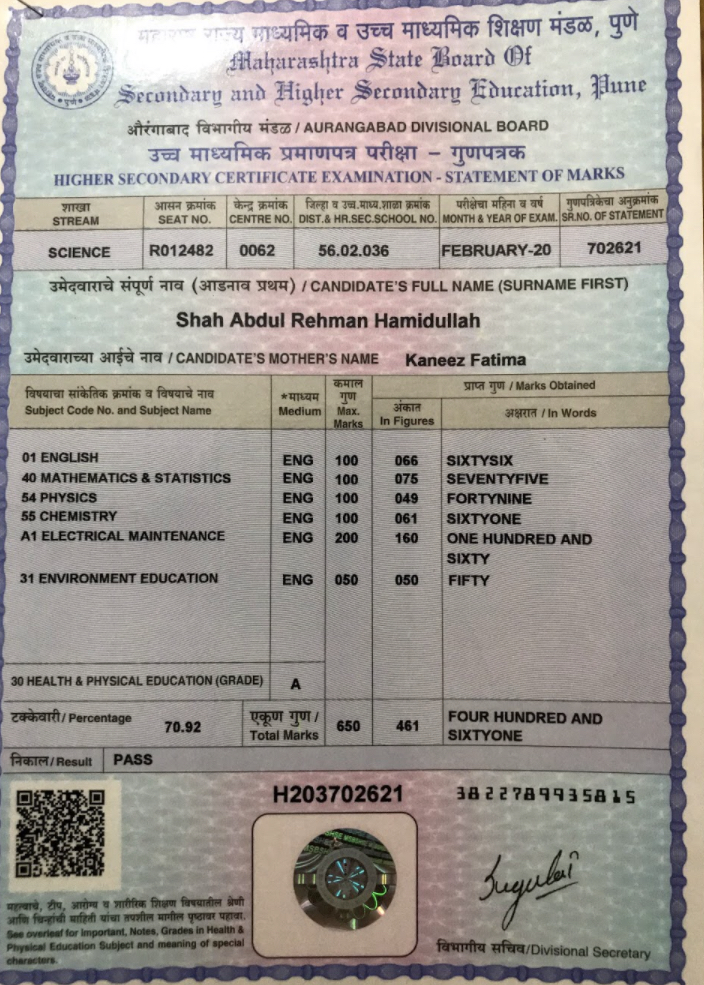 महाराष्ट्र राज्य माध्यमिक व उच्च माध्यमिक शिक्षण मंडळ, पुणे
Maharashtra State Board Of
Secondary and Higher Secondary Education, Pune
औरंगाबाद विभागीय मंडळ / AURANGABAD DIVISIONAL BOARD
उच्च माध्यमिक प्रमाणपत्र परीक्षा – गुणपत्रक
HIGHER SECONDARY CERTIFICATE EXAMINATION - STATEMENT OF MARKS
शाखा आसन क्रमांक केन्द्र क्रमांक जिल्हा व उच्च.माध्य.शाळा क्रमांक परीक्षेचा महिना व वर्ष गुणपत्रिकेचा अनुक्रमांक
STREAM SEAT NO. CENTRE NO. DIST.& HR.SEC.SCHOOL NO. MONTH & YEAR OF EXAM. SR.NO. OF STATEMENT
SCIENCE R012482 0062 56.02.036 FEBRUARY-20 702621
उमेदवाराचे संपूर्ण नाव (आडनाव प्रथम) / CANDIDATE'S FULL NAME (SURNAME FIRST)
Shah Abdul Rehman Hamidullah
उमेदवाराच्या आईचे नाव / CANDIDATE'S MOTHER'S NAME Kaneez Fatima
विषयाचा सांकेतिक क्रमांक व विषयाचे नाव
Subject Code No. and Subject Name
*माध्यम
Medium
कमाल
गुण
Max.
Marks
प्राप्त गुण / Marks Obtained
अंकात
In Figures
अक्षरात / In Words
01 ENGLISH ENG 100 066 SIXTYSIX
40 MATHEMATICS & STATISTICS ENG 100 075 SEVENTYFIVE
54 PHYSICS ENG 100 049 FORTYNINE
55 CHEMISTRY ENG 100 061 SIXTYONE
A1 ELECTRICAL MAINTENANCE ENG 200 160 ONE HUNDRED AND
SIXTY
31 ENVIRONMENT EDUCATION ENG 050 050 FIFTY
30 HEALTH & PHYSICAL EDUCATION (GRADE) A
टक्केवारी/ Percentage 70.92 एकूण गुण /
Total Marks 650 461 FOUR HUNDRED AND
SIXTYONE
निकाल/ Result PASS
H203702621 3822789935815
महत्वाचे, टीप, आरोग्य व शारीरिक शिक्षण विषयातील श्रेणी
आणि चिन्हांची माहिती यांचा तपशील मागील पृष्ठावर पहावा.
See overleaf for Important, Notes, Grades in Health &
Physical Education Subject and meaning of special
characters.
विभागीय सचिव/Divisional Secretary